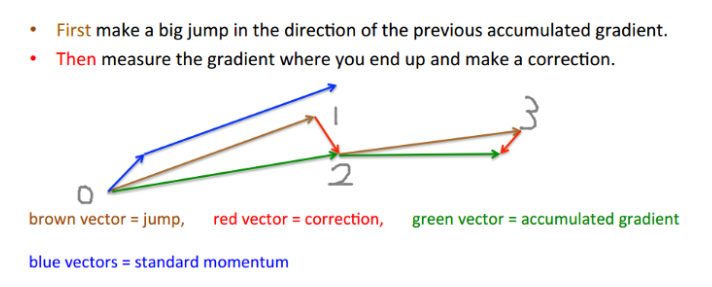 • First make a big jump in the direction of the previous accumulated gradient.
• Then measure the gradient where you end up and make a correction.
1
3
2
0
brown vector = jump, red vector = correction, green vector = accumulated gradient
blue vectors = standard momentum